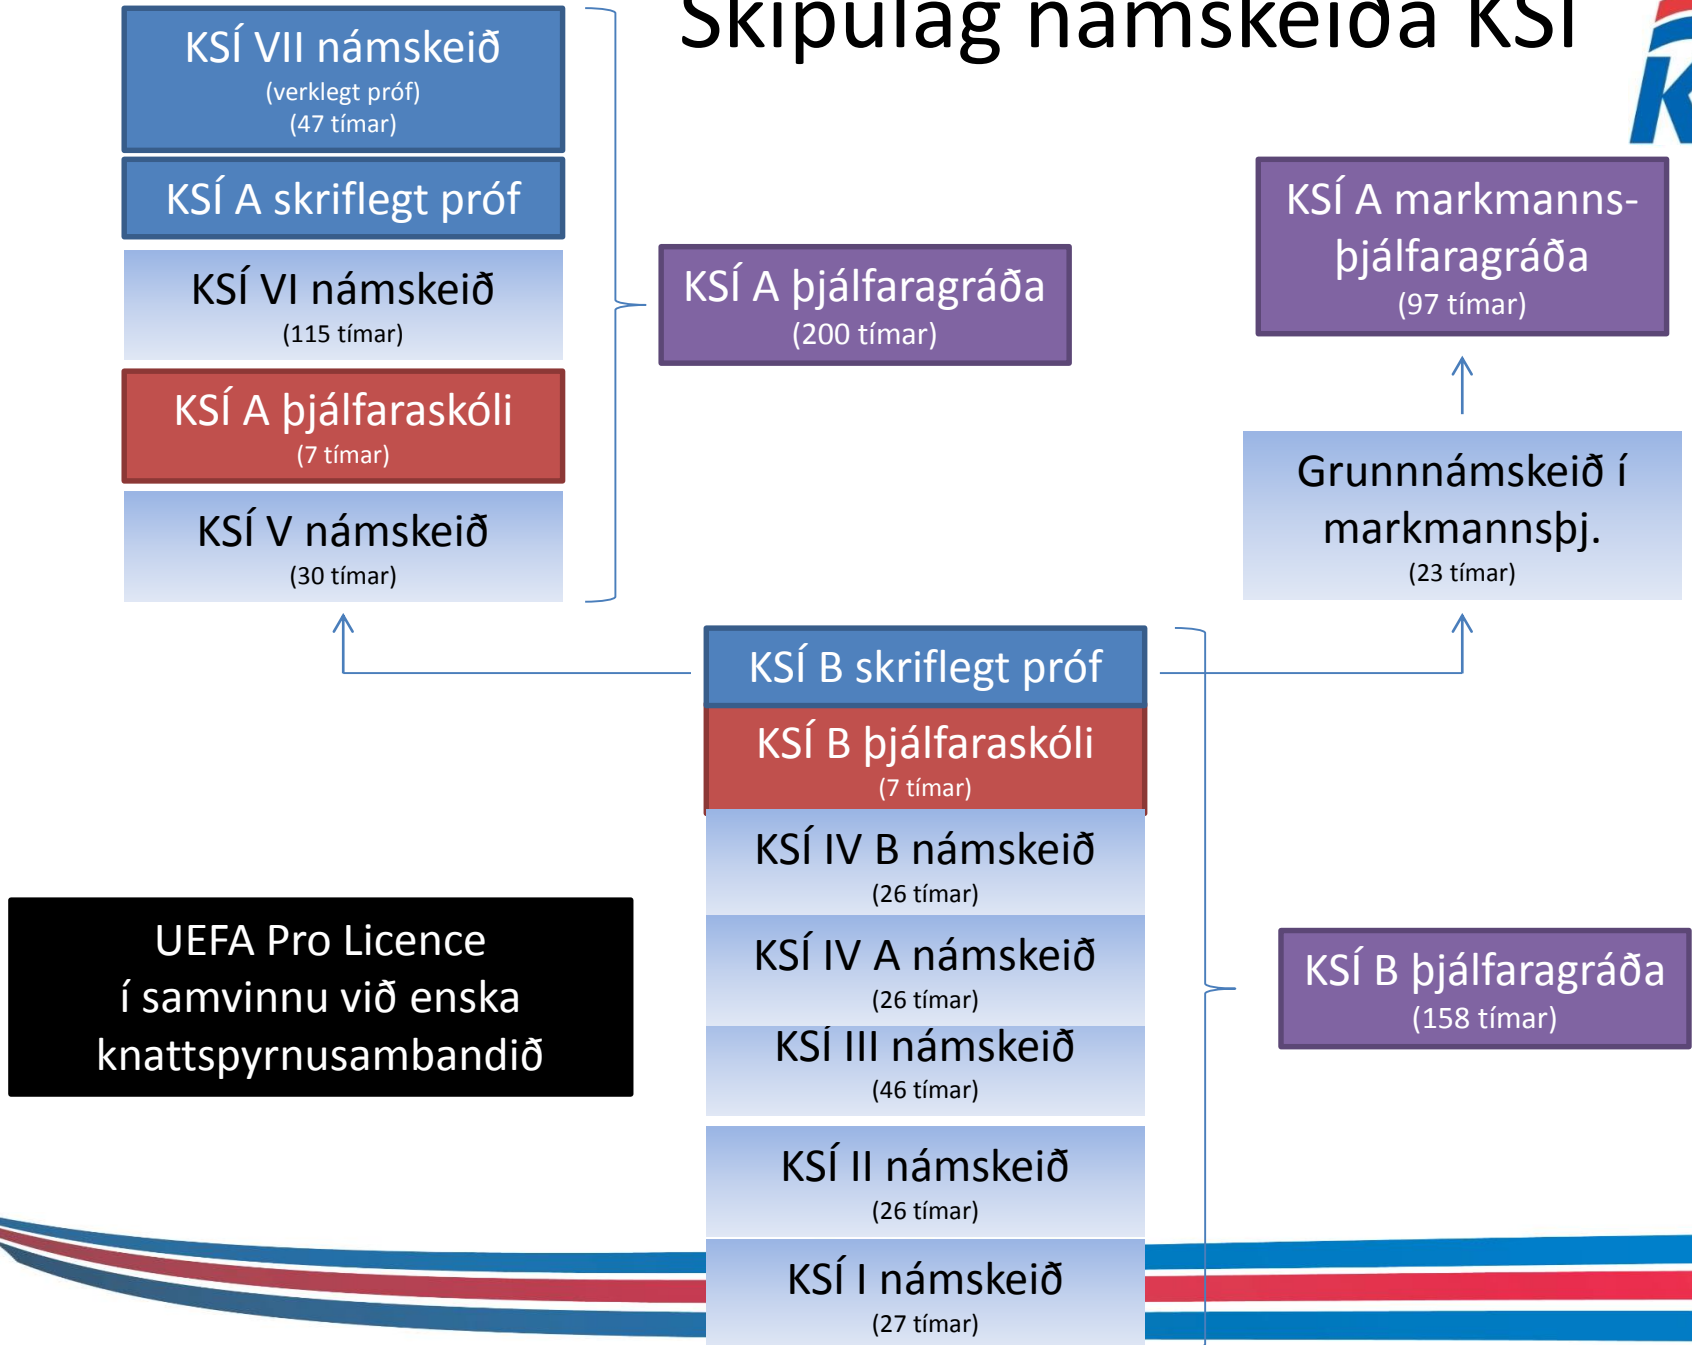 Skipulag námskeiða KSÍ
KSÍ VII námskeið
(verklegt próf)
(47 tímar)
KSÍ A skriflegt próf
KSÍ VI námskeið
(115 tímar)
KSÍ A þjálfaraskóli
(7 tímar)
KSÍ V námskeið
(30 tímar)
KSÍ A þjálfaragráða
(200 tímar)
KSÍ A markmanns-
þjálfaragráða
(97 tímar)
Grunnnámskeið í
markmannsþj.
(23 tímar)
KSÍ B skriflegt próf
KSÍ B þjálfaraskóli
(7 tímar)
KSÍ IV B námskeið
(26 tímar)
KSÍ IV A námskeið
(26 tímar)
KSÍ III námskeið
(46 tímar)
KSÍ II námskeið
(26 tímar)
KSÍ I námskeið
(27 tímar)
KSÍ B þjálfaragráða
(158 tímar)
UEFA Pro Licence
í samvinnu við enska
knattspyrnusambandið